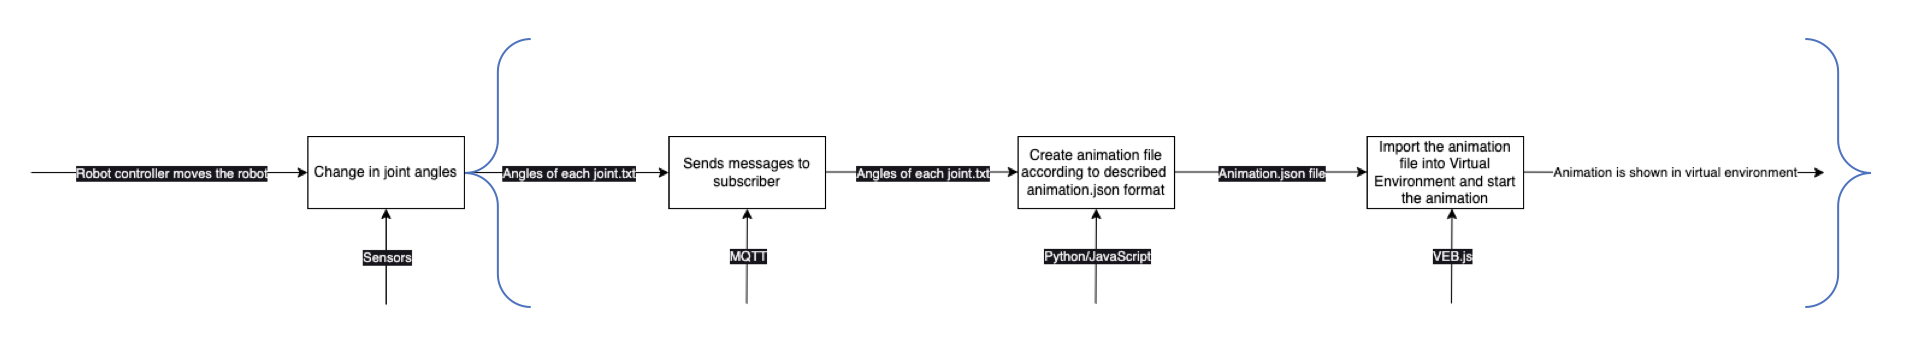 Robot controller moves the robot
Change in joint angles
Sensors
Angles of each joint.txt
Sends messages to
subscriber
MQTT
Angles of each joint.txt
Create animation file
according to described
animation.json format
Python/JavaScript
Animation.json file
Import the animation
file into Virtual
Environment and start
the animation
VEB.js
Animation is shown in virtual environment